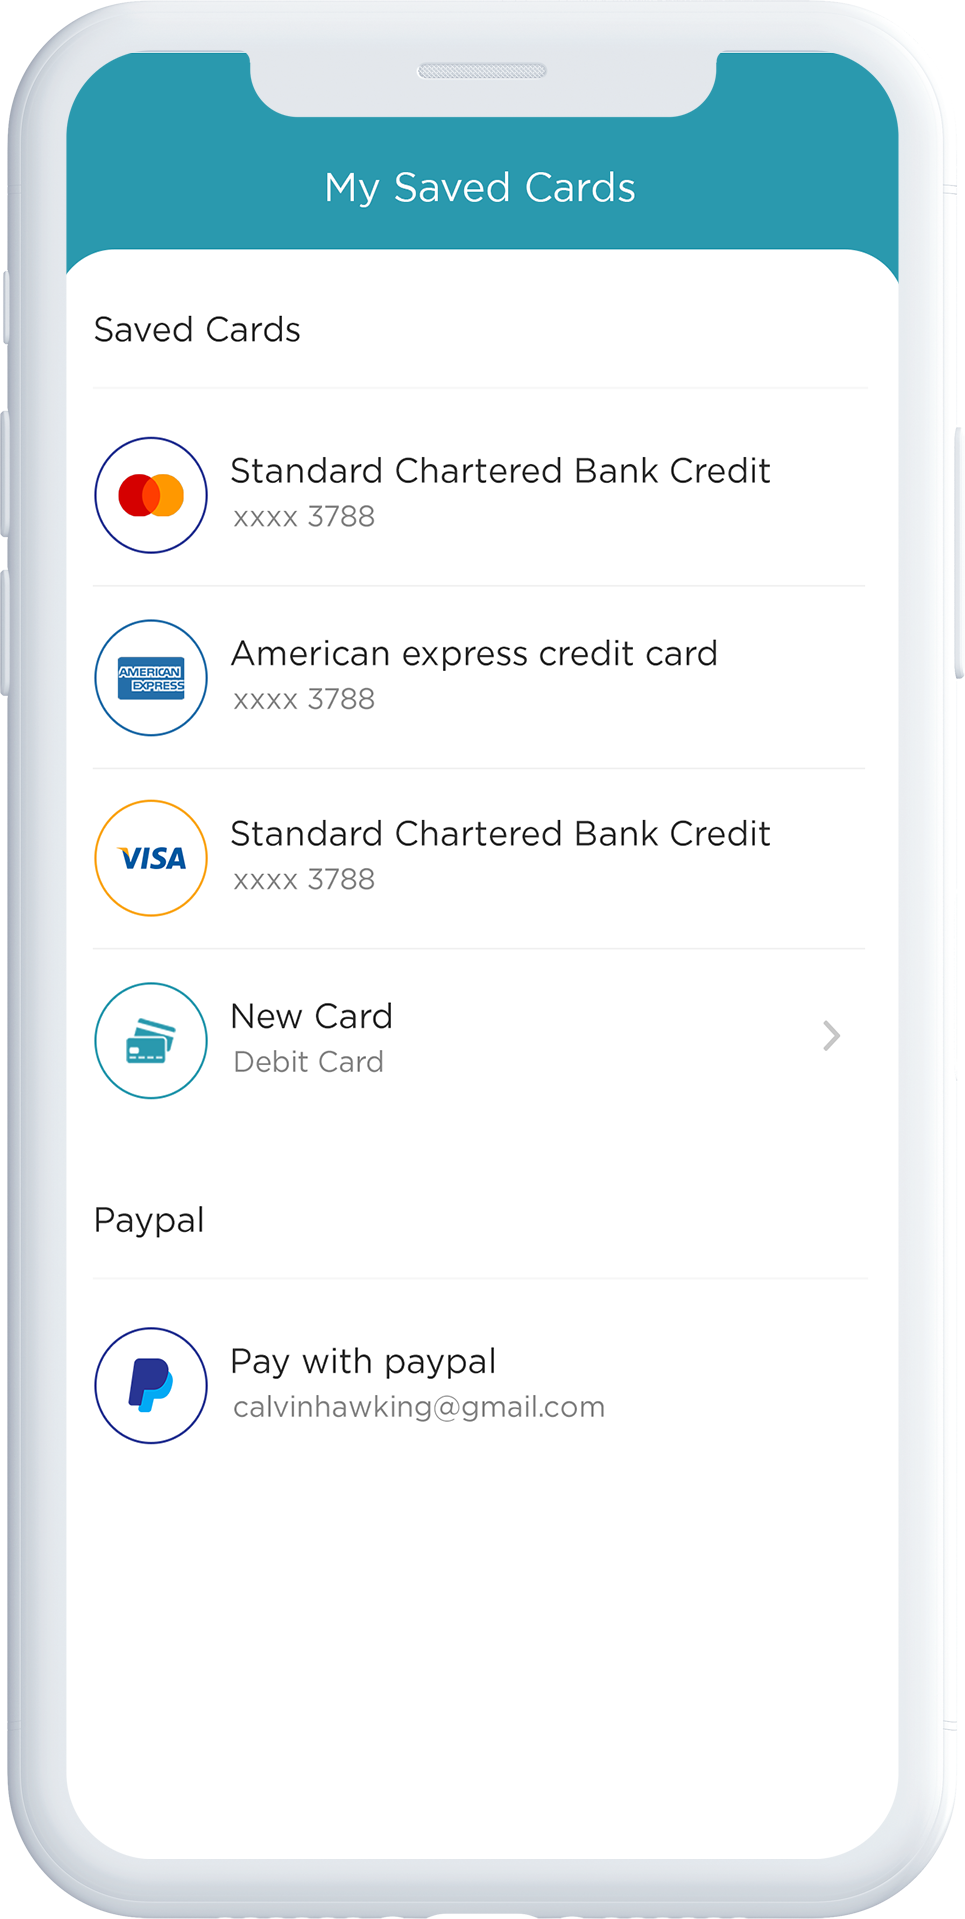 My Saved Cards
Saved Cards
Standard Chartered Bank Credit
xxxx 3788
AMERICAN
EXPRESS
American express credit card
xxxx 3788
VISA
Standard Chartered Bank Credit
xxxx 3788
New Card
Debit Card
Paypal
Pay with paypal
calvinhawking@gmail.com